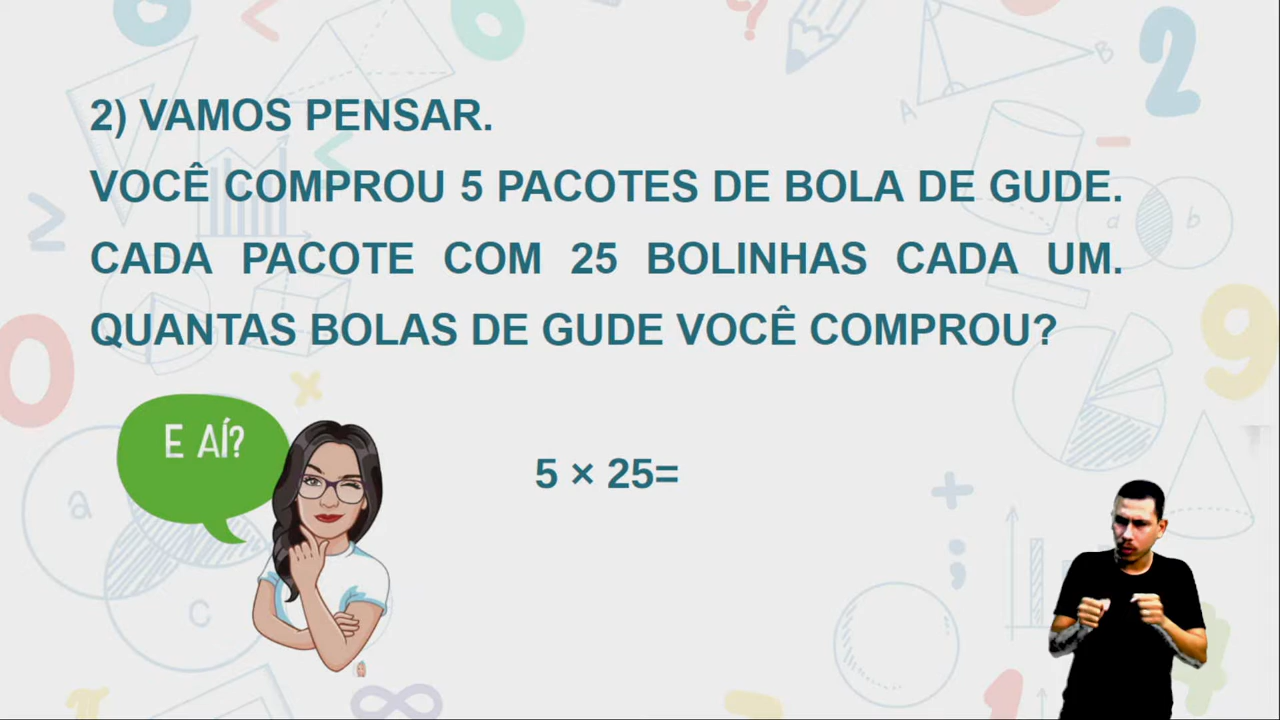 2) VAMOS PENSAR.
VOCÊ COMPROU 5 PACOTES DE BOLA DE GUDE.
CADA PACOTE COM 25 BOLINHAS CADA UM.
QUANTAS BOLAS DE GUDE VOCÊ COMPROU?
E AÍ?
5 × 25=